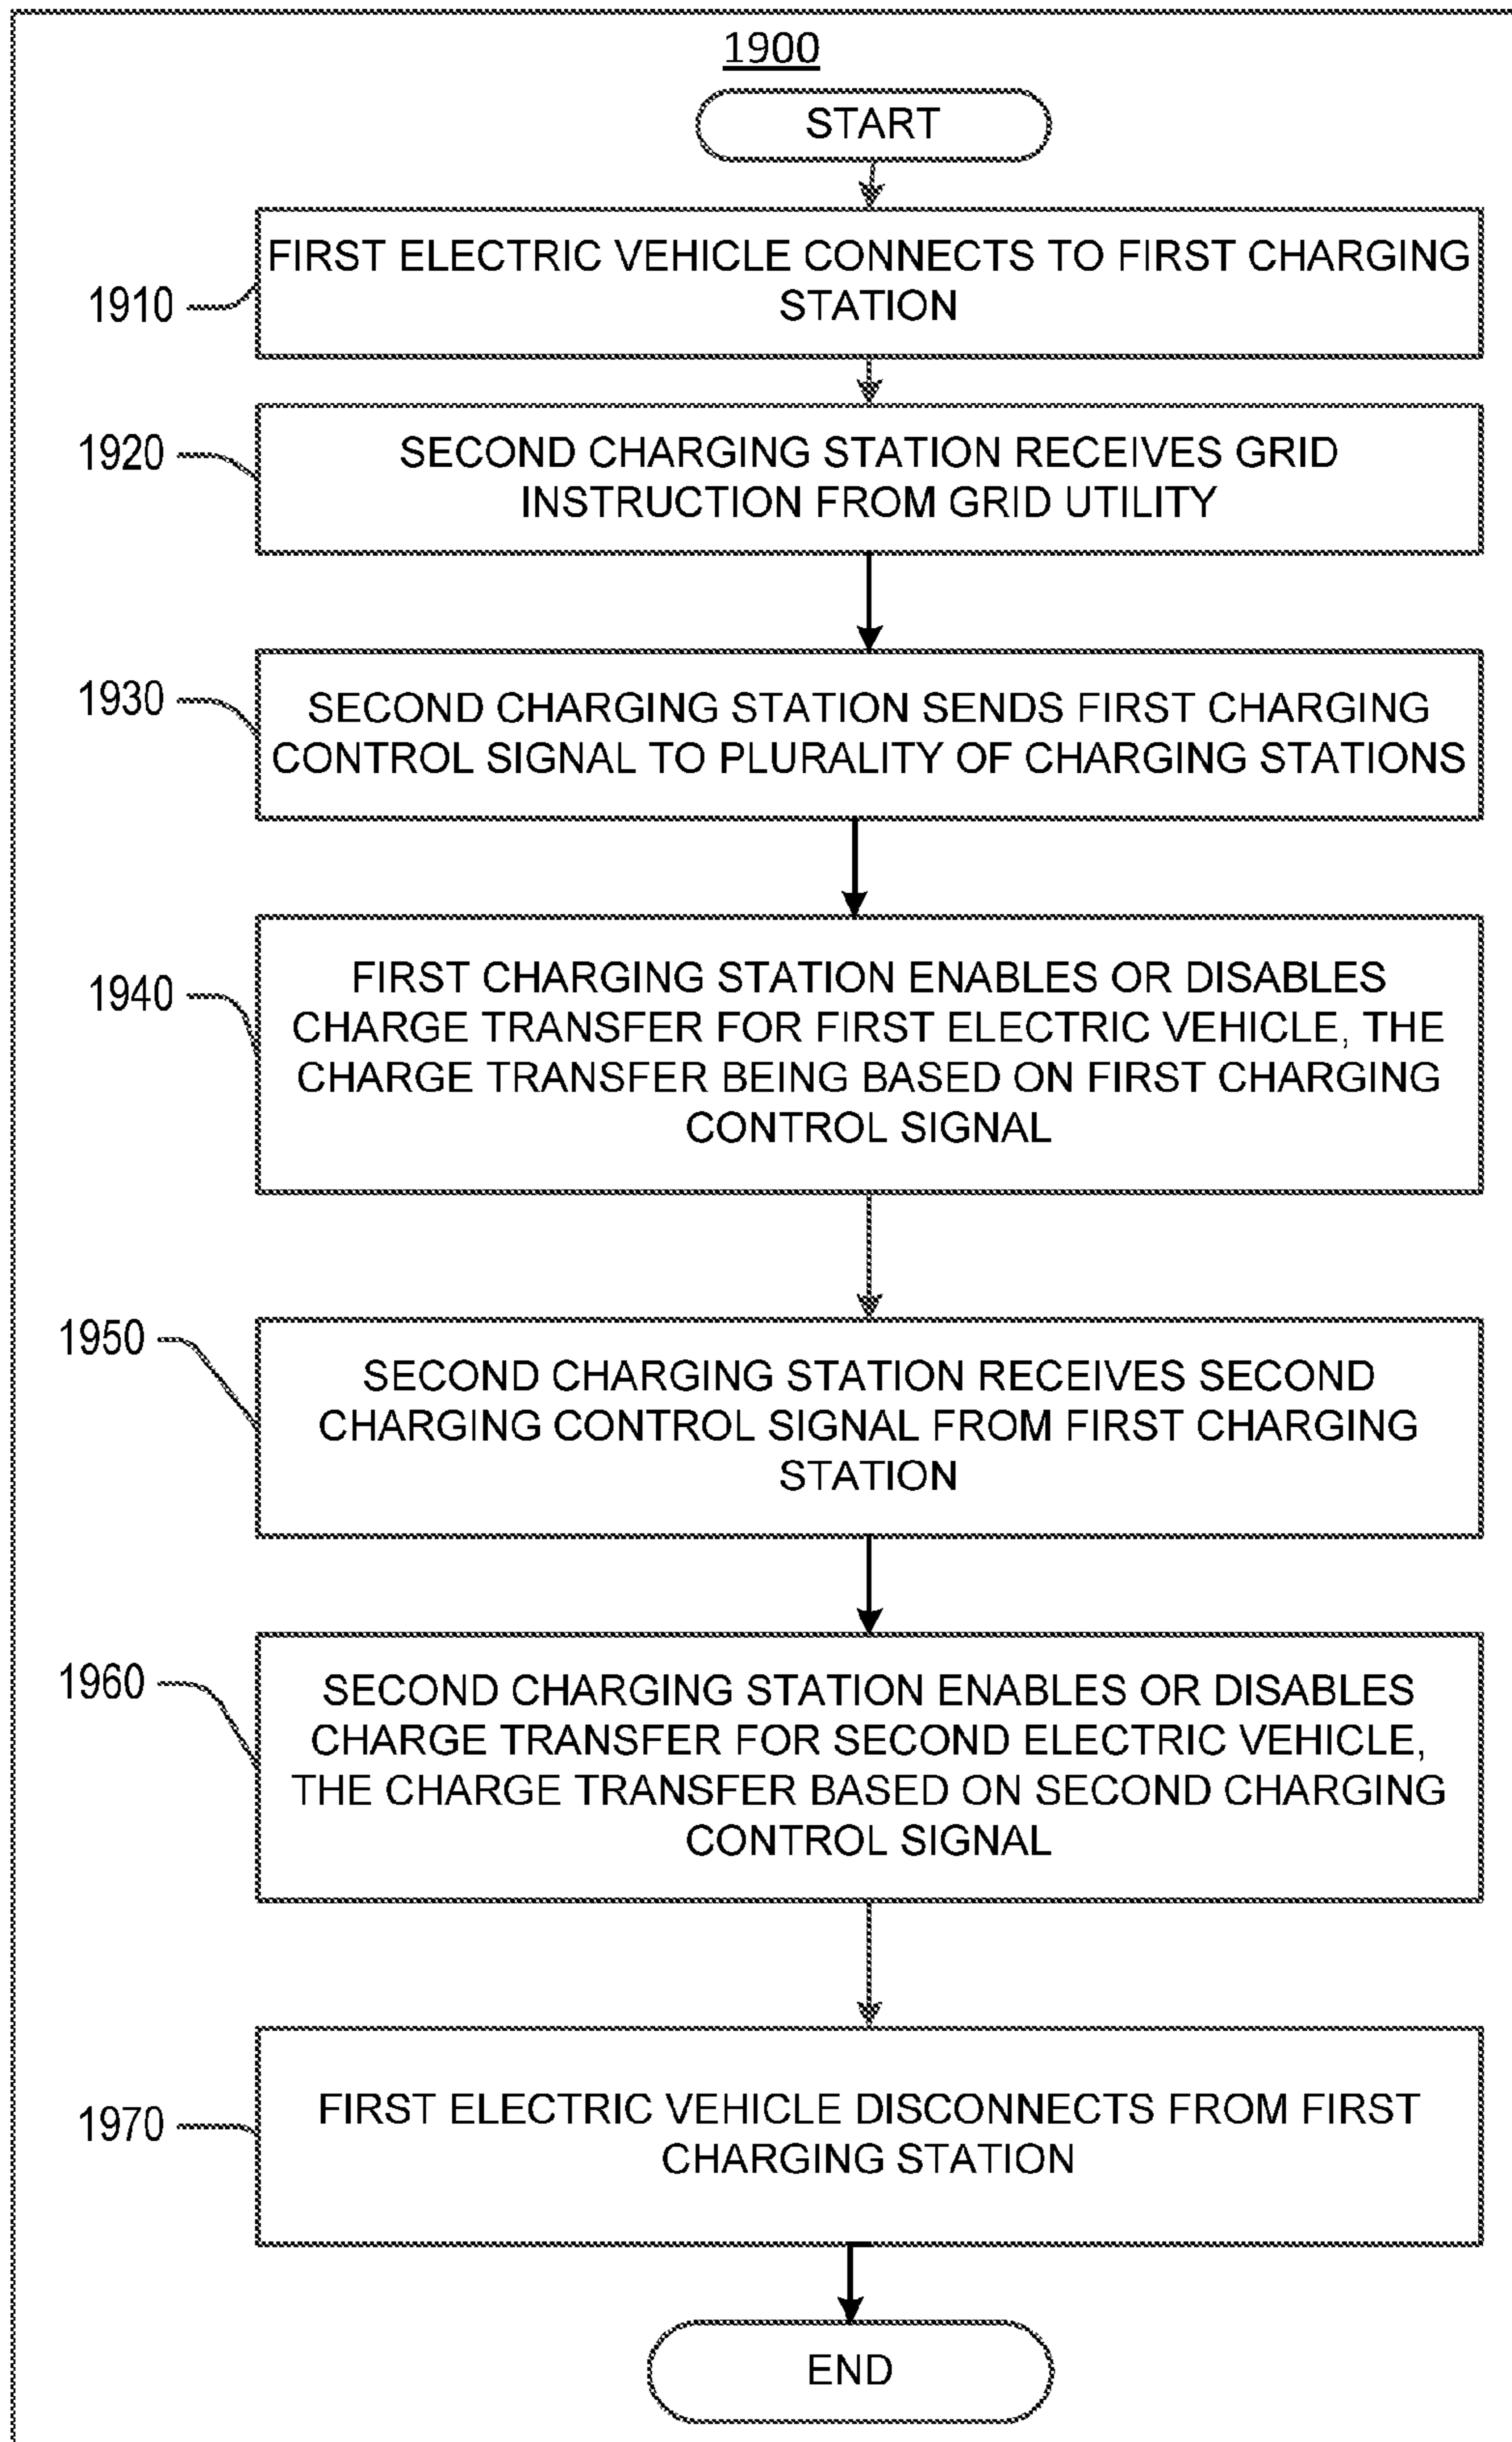 1900
START
FIRST ELECTRIC VEHICLE CONNECTS TO FIRST CHARGING
STATION
1910
SECOND CHARGING STATION RECEIVES GRID
INSTRUCTION FROM GRID UTILITY
1920
SECOND CHARGING STATION SENDS FIRST CHARGING
CONTROL SIGNAL TO PLURALITY OF CHARGING STATIONS
1930
FIRST CHARGING STATION ENABLES OR DISABLES
CHARGE TRANSFER FOR FIRST ELECTRIC VEHICLE, THE
CHARGE TRANSFER BEING BASED ON FIRST CHARGING
CONTROL SIGNAL
1940
SECOND CHARGING STATION RECEIVES SECOND
CHARGING CONTROL SIGNAL FROM FIRST CHARGING
STATION
1950
SECOND CHARGING STATION ENABLES OR DISABLES
CHARGE TRANSFER FOR SECOND ELECTRIC VEHICLE,
THE CHARGE TRANSFER BASED ON SECOND CHARGING
CONTROL SIGNAL
1960
FIRST ELECTRIC VEHICLE DISCONNECTS FROM FIRST
CHARGING STATION
1970
END